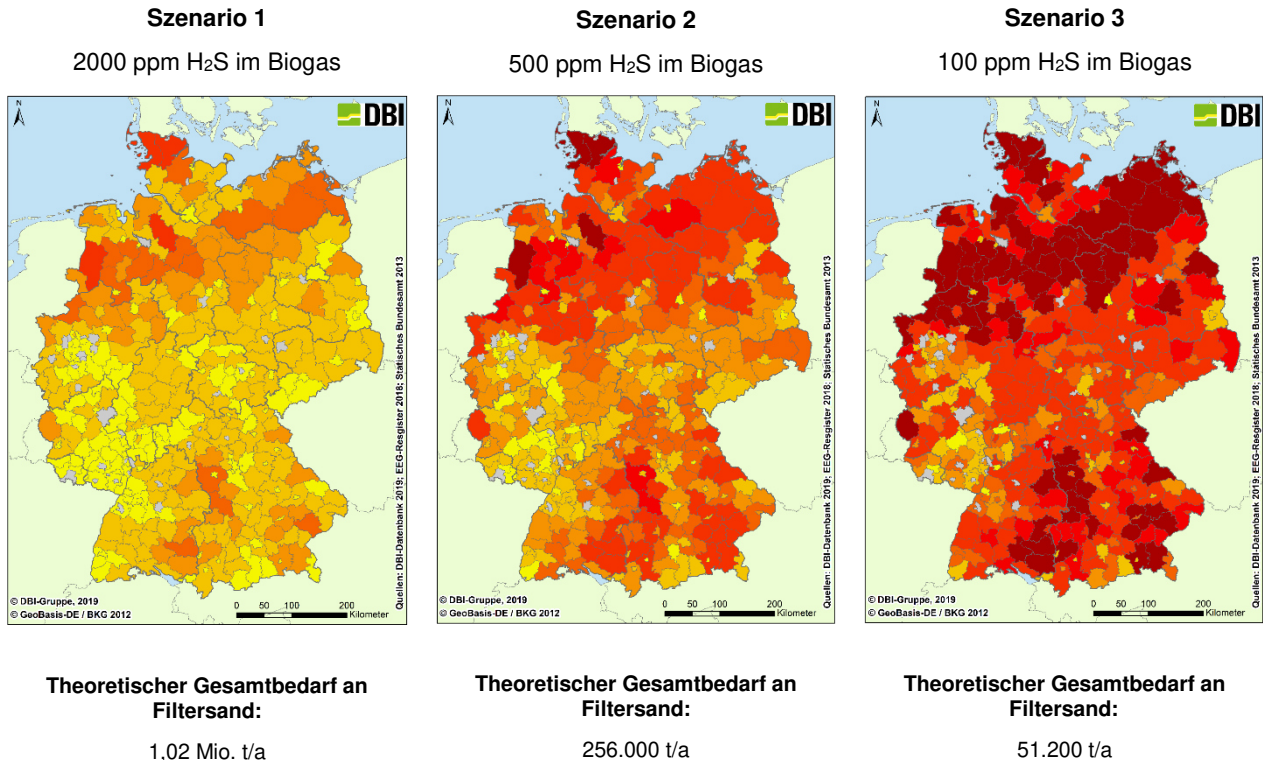 Szenario 1
2000 ppm H₂S im Biogas
N
DBI
Quellen: DBI-Datenbank 2019; EEG-Resgister 2018; Statisches Bundesamt 2013
© DBI-Gruppe, 2019
© GeoBasis-DE / BKG 2012
0 50 100 200
Kilometer
Theoretischer Gesamtbedarf an
Filtersand:
1,02 Mio. t/a
Szenario 2
500 ppm H₂S im Biogas
N
DBI
Quellen: DBI-Datenbank 2019; EEG-Resgister 2018; Statisches Bundesamt 2013
© DBI-Gruppe, 2019
© GeoBasis-DE / BKG 2012
0 50 100 200
Kilometer
Theoretischer Gesamtbedarf an
Filtersand:
256.000 t/a
Szenario 3
100 ppm H₂S im Biogas
N
DBI
Quellen: DBI-Datenbank 2019; EEG-Resgister 2018; Statisches Bundesamt 2013
© DBI-Gruppe, 2019
© GeoBasis-DE / BKG 2012
0 50 100 200
Kilometer
Theoretischer Gesamtbedarf an
Filtersand:
51.200 t/a